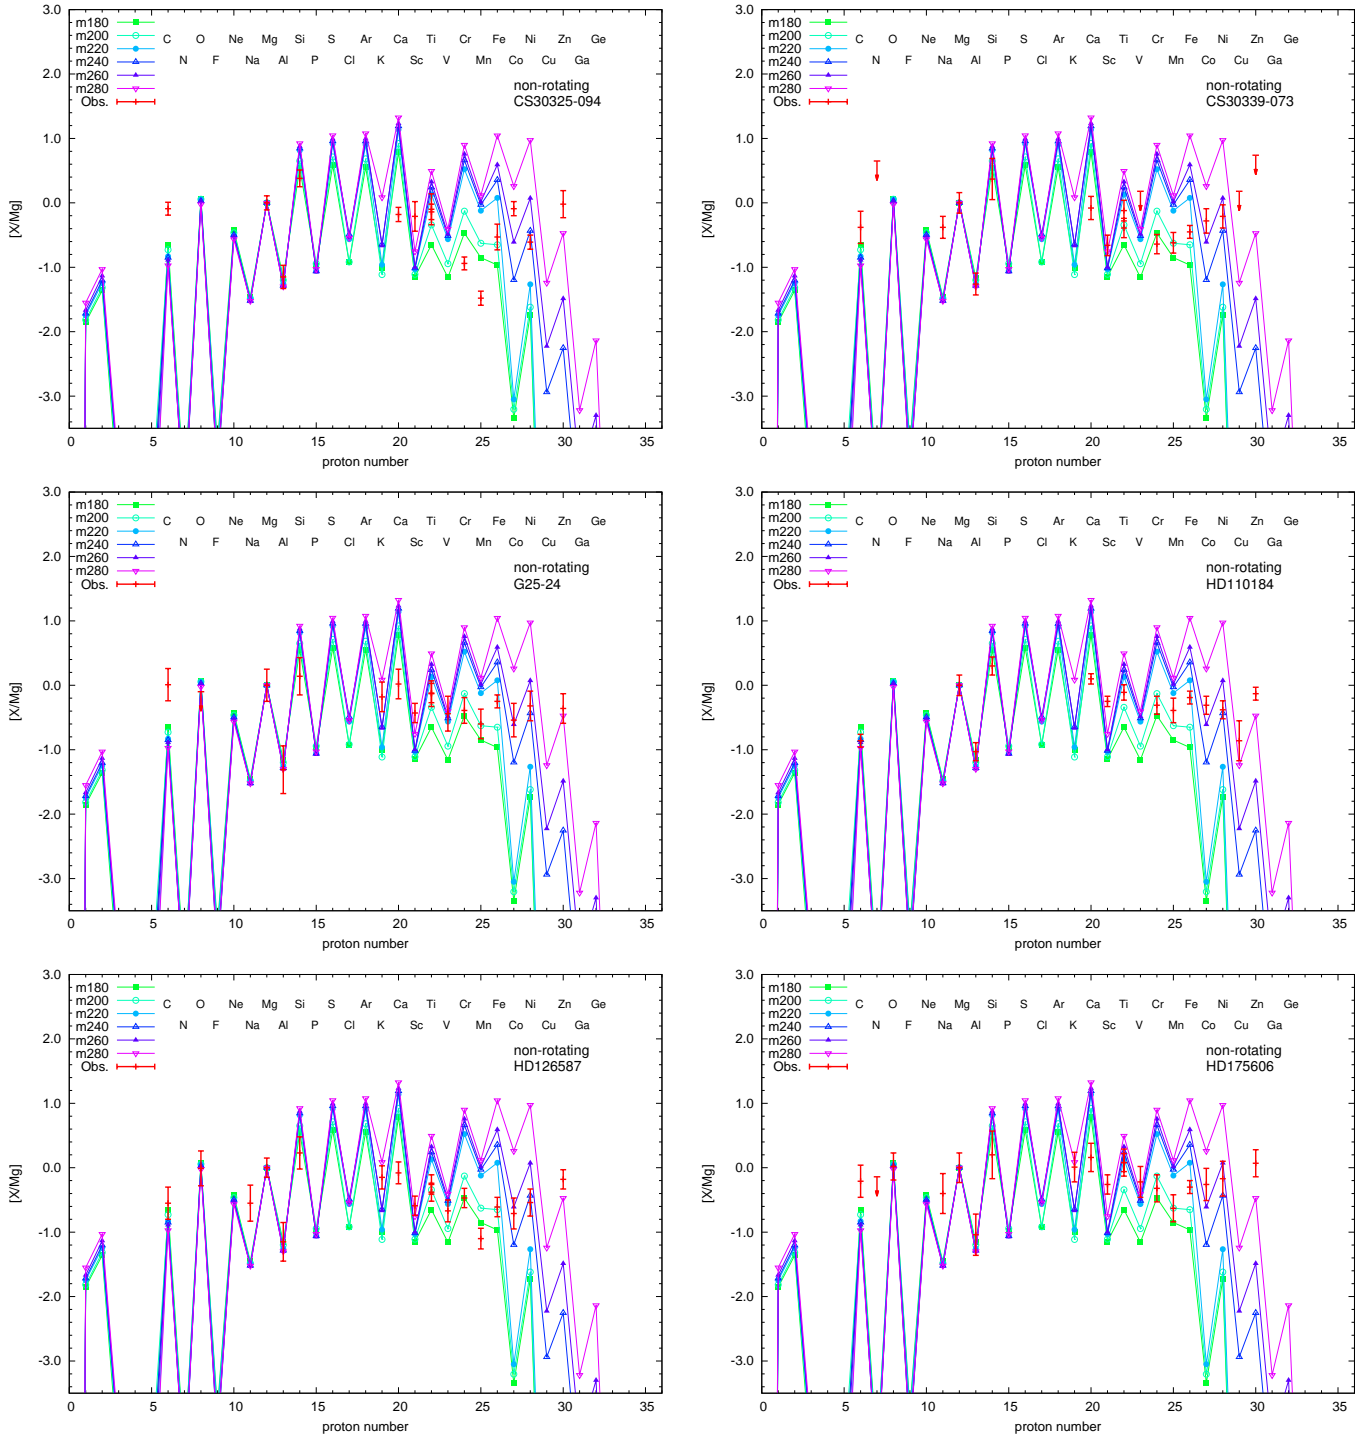 3.0
2.0
1.0
0.0
-1.0
-2.0
-3.0
[X/Mg]
m180
m200
m220
m240
m260
m280
Obs.
C O Ne Mg Si S Ar Ca Ti Cr Fe Ni Zn Ge
N F Na Al P Cl K Sc V Mn Co Cu Ga
non-rotating
CS30325-094
0 5 10 15 20 25 30 35
proton number
3.0
2.0
1.0
0.0
-1.0
-2.0
-3.0
[X/Mg]
m180
m200
m220
m240
m260
m280
Obs.
C O Ne Mg Si S Ar Ca Ti Cr Fe Ni Zn Ge
N F Na Al P Cl K Sc V Mn Co Cu Ga
non-rotating
CS30339-073
0 5 10 15 20 25 30 35
proton number
3.0
2.0
1.0
0.0
-1.0
-2.0
-3.0
[X/Mg]
m180
m200
m220
m240
m260
m280
Obs.
C O Ne Mg Si S Ar Ca Ti Cr Fe Ni Zn Ge
N F Na Al P Cl K Sc V Mn Co Cu Ga
non-rotating
G25-24
0 5 10 15 20 25 30 35
proton number
3.0
2.0
1.0
0.0
-1.0
-2.0
-3.0
[X/Mg]
m180
m200
m220
m240
m260
m280
Obs.
C O Ne Mg Si S Ar Ca Ti Cr Fe Ni Zn Ge
N F Na Al P Cl K Sc V Mn Co Cu Ga
non-rotating
HD110184
0 5 10 15 20 25 30 35
proton number
3.0
2.0
1.0
0.0
-1.0
-2.0
-3.0
[X/Mg]
m180
m200
m220
m240
m260
m280
Obs.
C O Ne Mg Si S Ar Ca Ti Cr Fe Ni Zn Ge
N F Na Al P Cl K Sc V Mn Co Cu Ga
non-rotating
HD126587
0 5 10 15 20 25 30 35
proton number
3.0
2.0
1.0
0.0
-1.0
-2.0
-3.0
[X/Mg]
m180
m200
m220
m240
m260
m280
Obs.
C O Ne Mg Si S Ar Ca Ti Cr Fe Ni Zn Ge
N F Na Al P Cl K Sc V Mn Co Cu Ga
non-rotating
HD175606
0 5 10 15 20 25 30 35
proton number